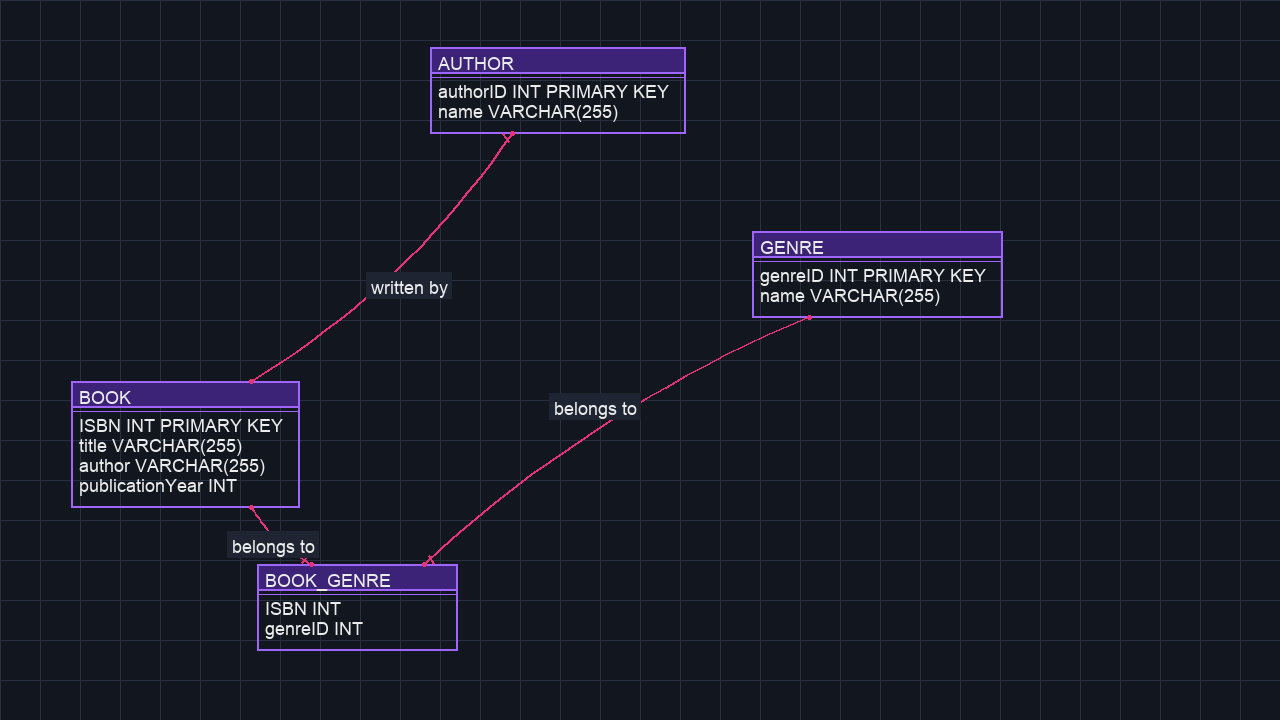 AUTHOR
authorID INT PRIMARY KEY
name VARCHAR(255)
written by
GENRE
genreID INT PRIMARY KEY
name VARCHAR(255)
belongs to
BOOK
ISBN INT PRIMARY KEY
title VARCHAR(255)
author VARCHAR(255)
publicationYear INT
belongs to
BOOK_GENRE
ISBN INT
genreID INT